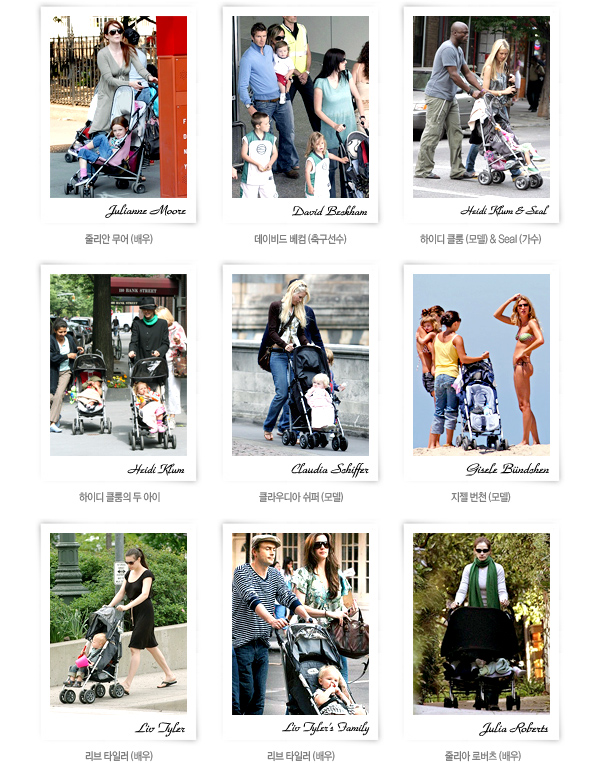 Julianne Moore
줄리안 무어 (배우)
David Beckham
데이비드 베컴 (축구선수)
Heidi Klum & Seal
하이디 클룸 (모델) & Seal (가수)
Heidi Klum
하이디 클룸의 두 아이
Claudia Schiffer
클라우디아 쉬퍼 (모델)
Gisele Bündchen
지젤 번천 (모델)
Liv Tyler
리브 타일러 (배우)
Liv Tyler's Family
리브 타일러 (배우)
Julia Roberts
줄리아 로버츠 (배우)